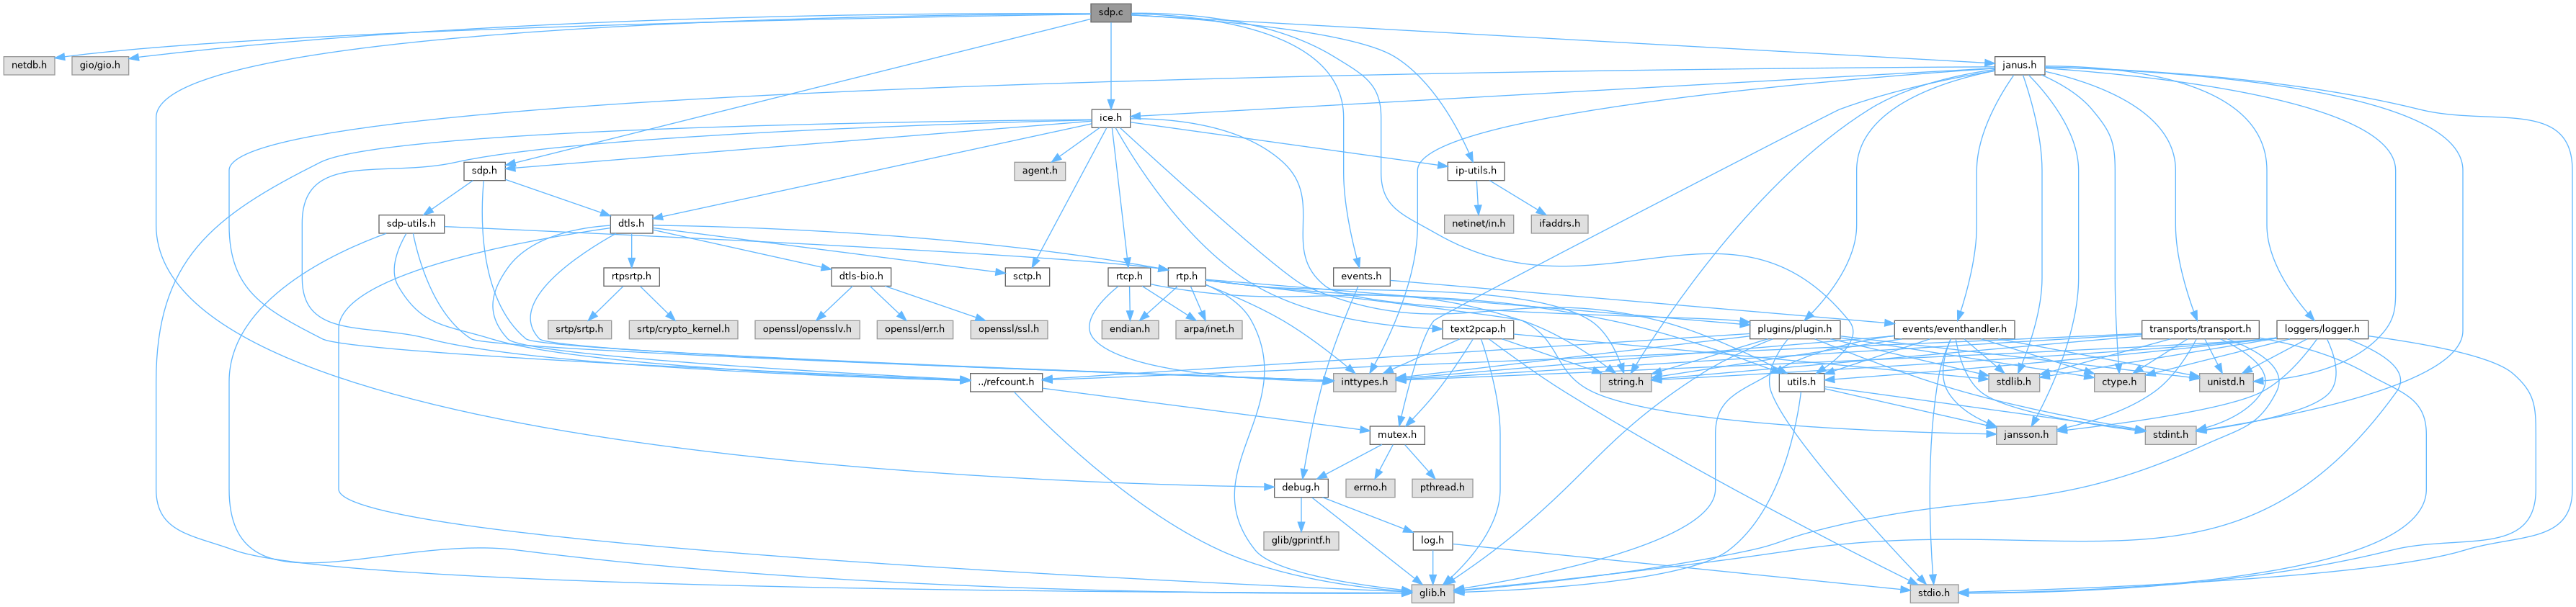 sdp.c
netdb.h
gio/gio.h
janus.h
ice.h
sdp.h
agent.h
ip-utils.h
sdp-utils.h
dtls.h
netinet/in.h
ifaddrs.h
rtpsrtp.h
dtls-bio.h
sctp.h
rtcp.h
rtp.h
events.h
srtp/srtp.h
srtp/crypto_kernel.h
openssl/opensslv.h
openssl/err.h
openssl/ssl.h
endian.h
arpa/inet.h
text2pcap.h
plugins/plugin.h
events/eventhandler.h
transports/transport.h
loggers/logger.h
../refcount.h
inttypes.h
string.h
utils.h
stdlib.h
ctype.h
unistd.h
mutex.h
jansson.h
stdint.h
debug.h
errno.h
pthread.h
glib/gprintf.h
log.h
glib.h
stdio.h